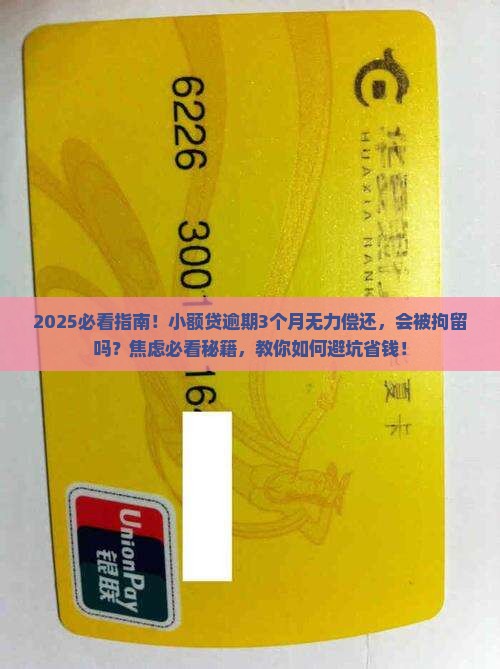 2025必看指南！小额贷逾期3个月无力偿还，会被拘留
吗？焦虑必看秘籍，教你如何避坑省钱！
HUAXIA BANK
6226 3001 16
夏卡
UnionPay
银联